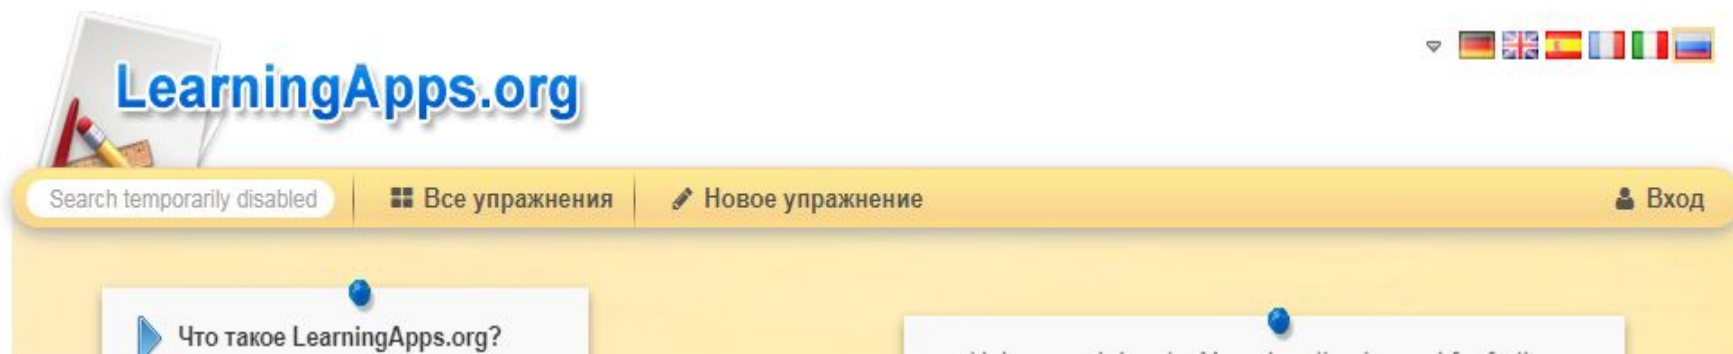 LearningApps.org
Search temporarily disabled
Все упражнения
Новое упражнение
Вход
Что такое LearningApps.org?